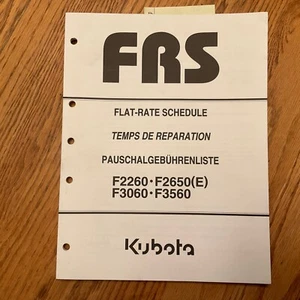 FRS
FLAT-RATE SCHEDULE
TEMPS DE REPARATION
PAUSCHALGEBÜHRENLISTE
F2260・F2650(E)
F3060・F3560
Kubota